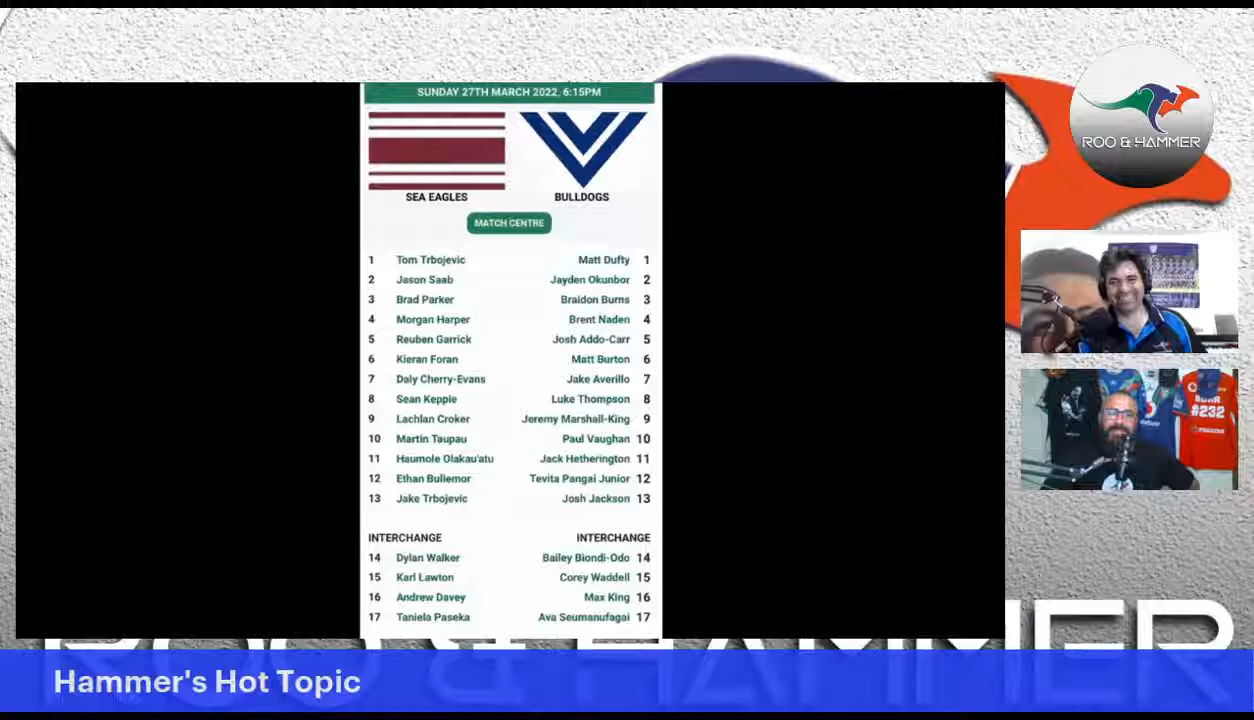 SUNDAY 27TH MARCH 2022, 6:15PM
SEA EAGLES BULLDOGS
MATCH CENTRE
1 Tom Trbojevic Matt Dufty 1
2 Jason Saab Jayden Okunbor 2
3 Brad Parker Braidon Burns 3
4 Morgan Harper Brent Naden 4
5 Reuben Garrick Josh Addo-Carr 5
6 Kieran Foran Matt Burton 6
7 Daly Cherry-Evans Jake Averillo 7
8 Sean Keppie Luke Thompson 8
9 Lachlan Croker Jeremy Marshall-King 9
10 Martin Taupau Paul Vaughan 10
11 Haumole Olakau'atu Jack Hetherington 11
12 Ethan Bullemor Tevita Pangai Junior 12
13 Jake Trbojevic Josh Jackson 13
INTERCHANGE INTERCHANGE
14 Dylan Walker Bailey Biondi-Odo 14
15 Karl Lawton Corey Waddell 15
16 Andrew Davey Max King 16
17 Taniela Paseka Ava Seumanufagai 17
ROO & HAMMER
#232
ROO & HAMMER
Hammer's Hot Topic